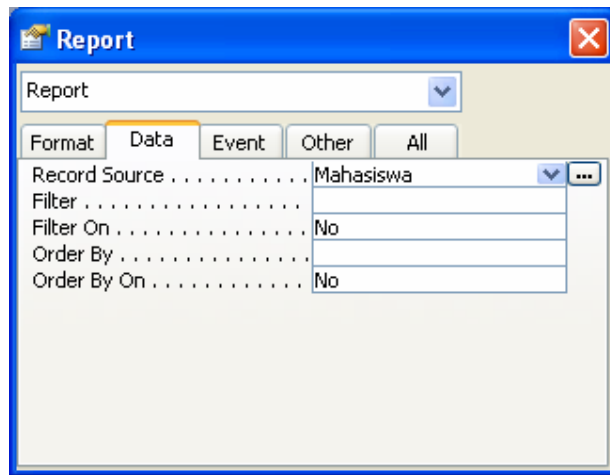 Report
Report
Format Data Event Other All
Record Source . . . . . . . . . . . Mahasiswa ...
Filter . . . . . . . . . . . . . . . . . .
Filter On . . . . . . . . . . . . . . . No
Order By . . . . . . . . . . . . . . .
Order By On . . . . . . . . . . . . No